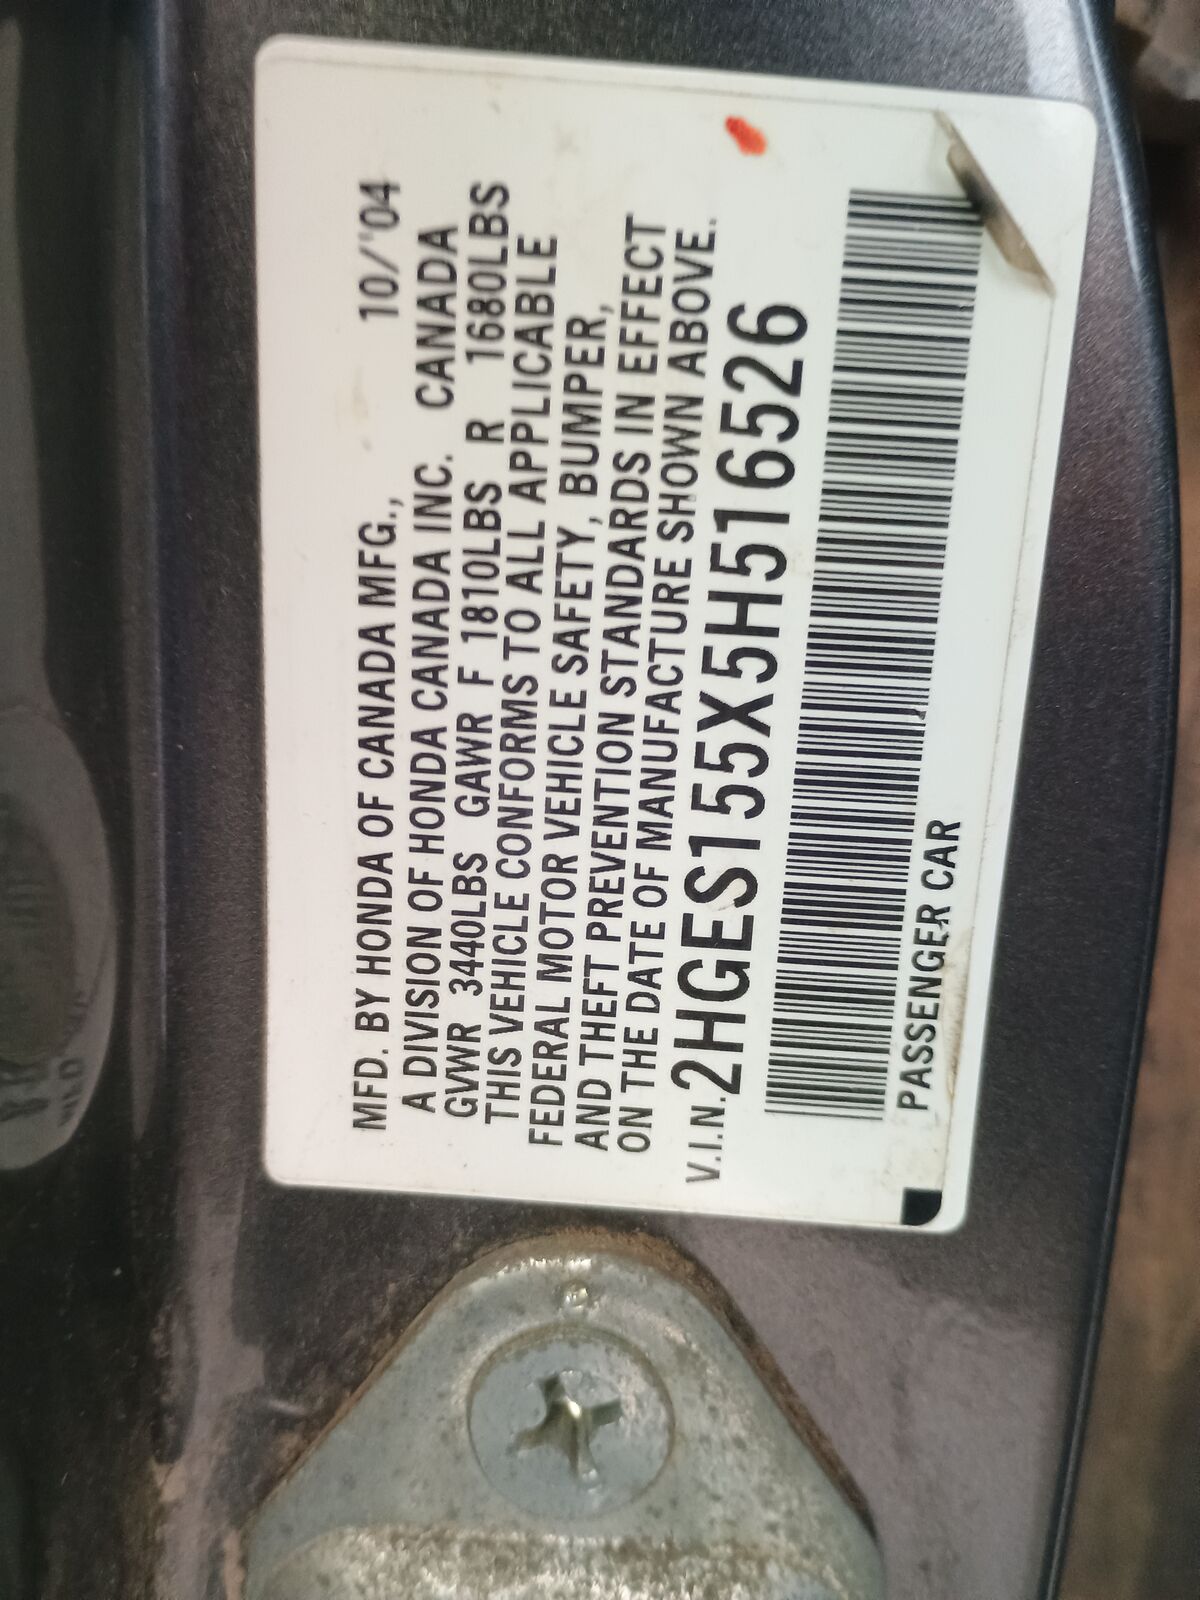 MFD. BY HONDA OF CANADA MFG., 10/'04
A DIVISION OF HONDA CANADA INC. CANADA
GVWR 3440LBS GAWR F 1810LBS R 1680LBS
THIS VEHICLE CONFORMS TO ALL APPLICABLE
FEDERAL MOTOR VEHICLE SAFETY, BUMPER,
AND THEFT PREVENTION STANDARDS IN EFFECT
ON THE DATE OF MANUFACTURE SHOWN ABOVE.
V.I.N. 2HGES155X5H516526
PASSENGER CAR